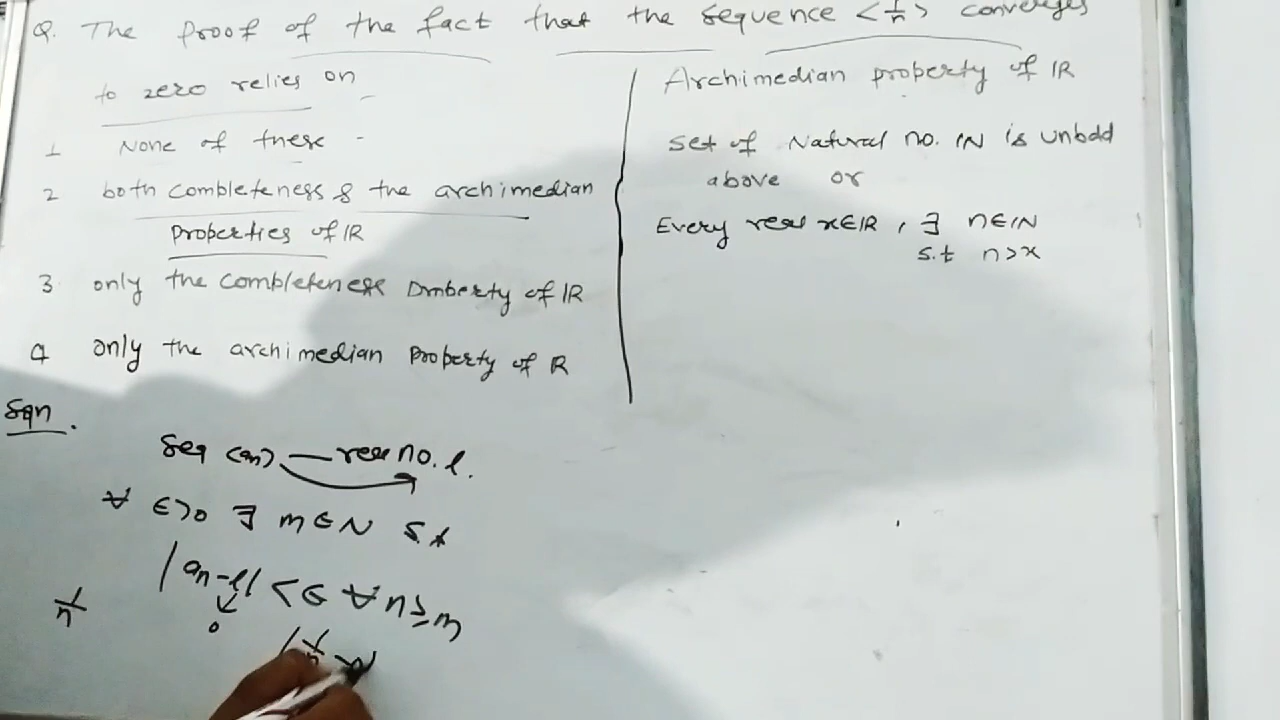 Q. The Proof of the fact that the sequence <1/n> converges
to zero relies on
1 None of these -
2 both combleteness & the archimedian
Properties of IR
3 only the combleteness Property of IR
4 only the archimedian Property of R
Archimedian property of IR
Set of Natural no. IN is unbdd
above or
Every real x∈IR, ∃ n∈IN
s.t n>x
Sqn.
Seq <an> — real no. l.
∀ ∈>0 ∃ m∈N s.t
|an-l| <∈ ∀ n≥m
1/n
0
|1/n